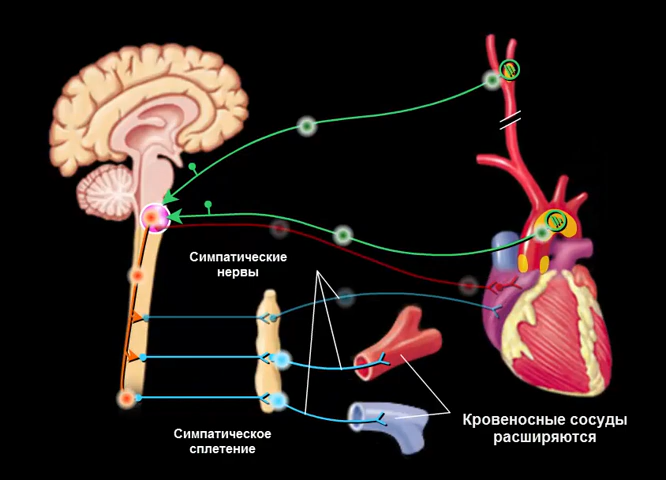 Симпатические
нервы
Симпатическое
сплетение
Кровеносные сосуды
расширяются